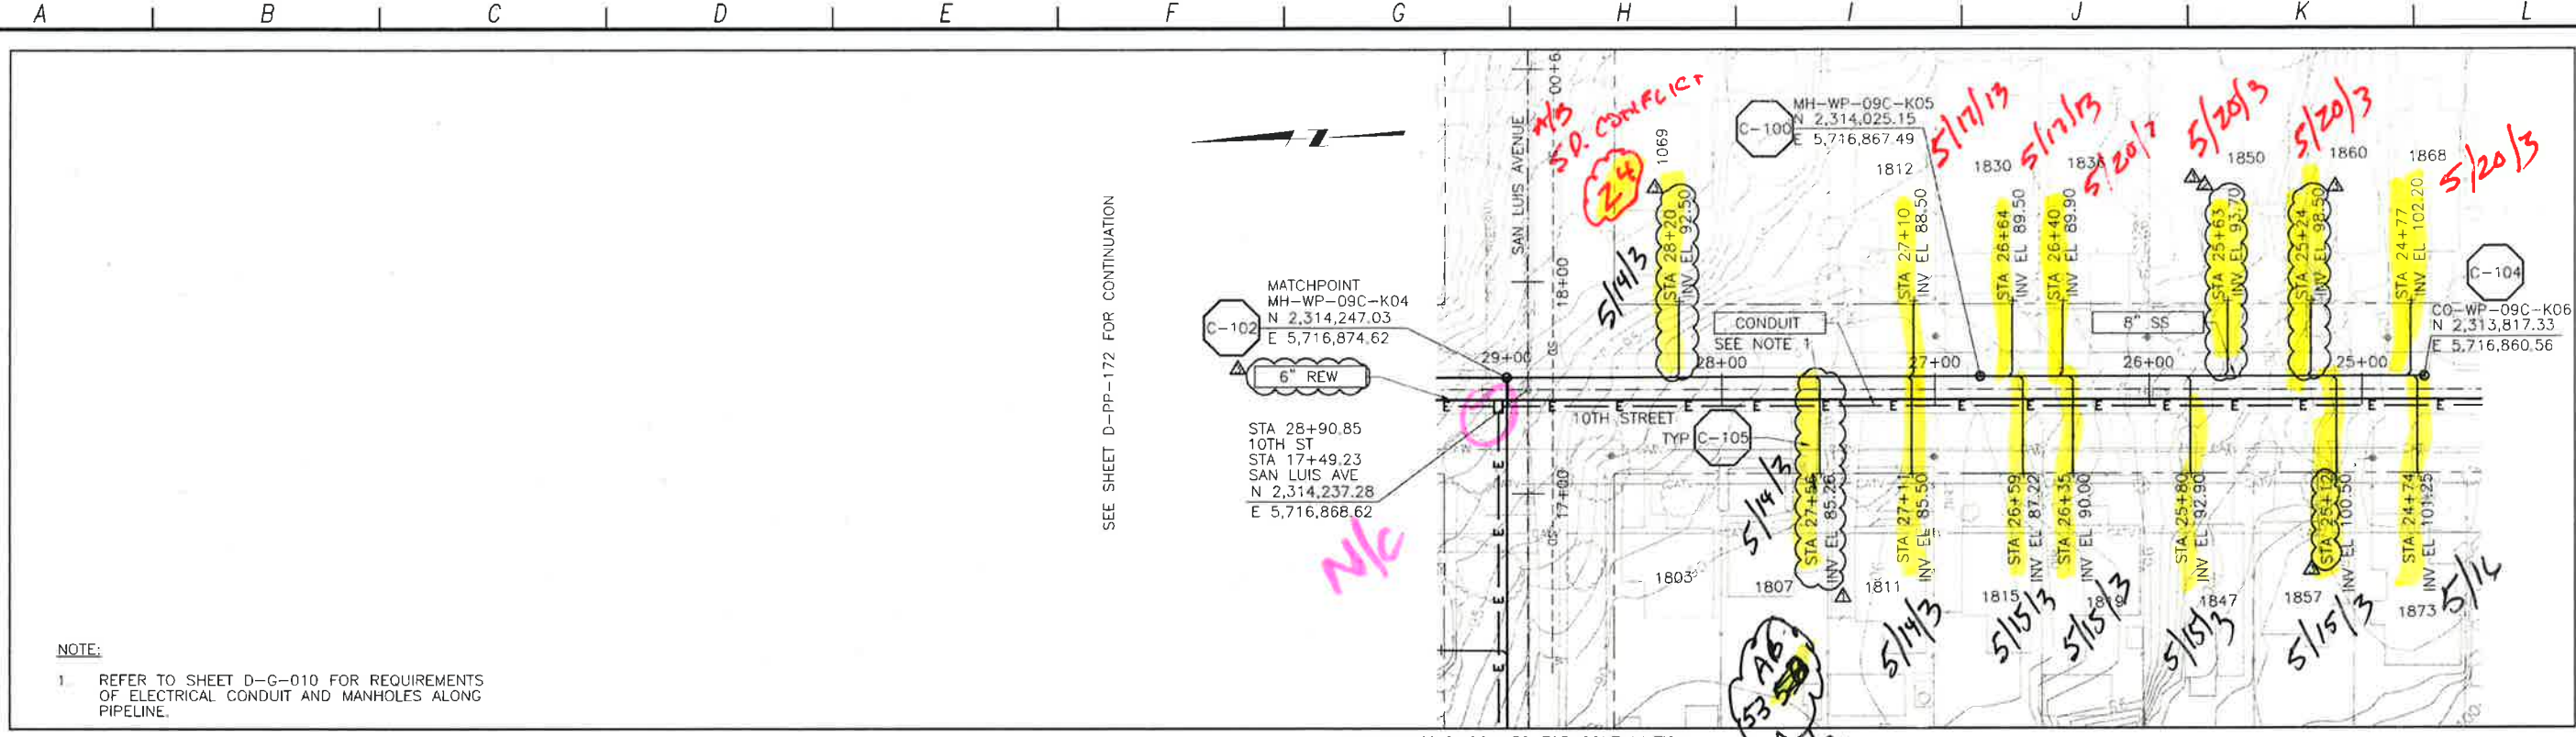 A B C D E F G H I J K L
SEE SHEET D-PP-172 FOR CONTINUATION
MATCHPOINT
MH-WP-09C-K04
N 2,314,247.03
E 5,716,874.62
C-102
6" REW
STA 28+90.85
10TH ST
STA 17+49.23
SAN LUIS AVE
N 2,314,237.28
E 5,716,868.62
N/C
NOTE:
1 REFER TO SHEET D-G-010 FOR REQUIREMENTS
OF ELECTRICAL CONDUIT AND MANHOLES ALONG
PIPELINE.
SAN LUIS AVENUE
18+00
17+00
A/B
S.D. CONFLICT
24
1069
5/14/3
STA 28+20
INV EL 92.50
C-100
MH-WP-09C-K05
N 2,314,025.15
E 5,716,867.49
5/17/13
1812
STA 27+10
INV EL 88.50
5/17/13
1830
STA 26+64
INV EL 89.50
5/20/3
1836
STA 26+40
INV EL 89.90
5/20/3
1850
STA 25+63
INV EL 93.70
5/20/3
1860
STA 25+24
INV EL 98.50
5/20/3
1868
STA 24+77
INV EL 102.20
C-104
CO-WP-09C-K06
N 2,313,817.33
E 5,716,860.56
CONDUIT
SEE NOTE 1
8" SS
29+00
28+00
27+00
26+00
25+00
10TH STREET
TYP C-105
5/14/3
STA 27+56
INV EL 85.26
STA 27+11
INV EL 85.50
STA 26+59
INV EL 87.22
STA 26+35
INV EL 90.00
STA 25+80
INV EL 92.90
STA 25+12
INV EL 100.50
STA 24+74
INV EL 101.25
1803
1807
1811
1815
1819
1847
1857
1873
5/14/3
5/15/3
5/15/3
5/15/3
5/15/3
5/16
AB
53